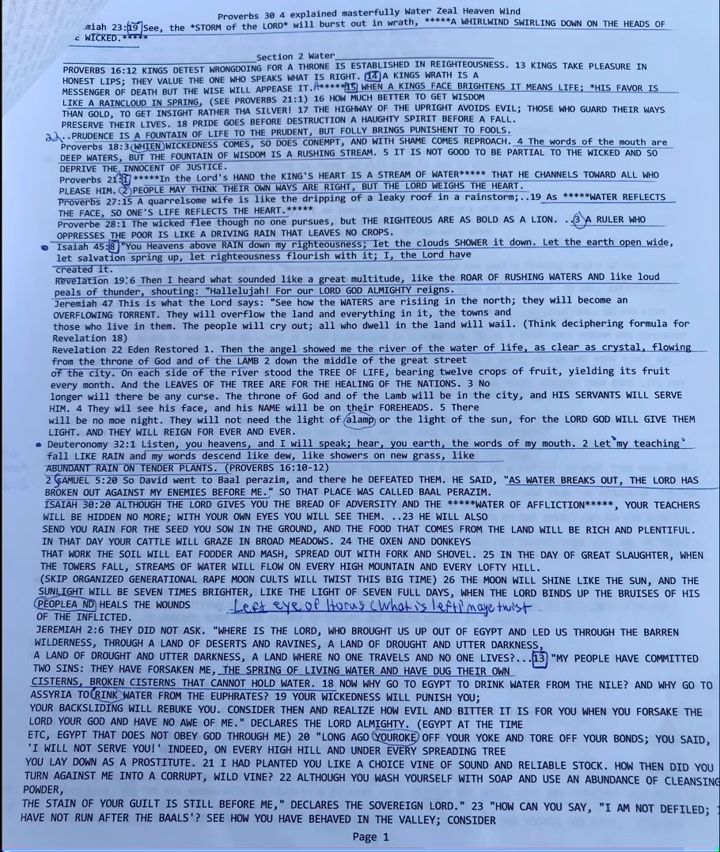 Proverbs 30 4 explained masterfully Water Zeal Heaven Wind
miah 23:19 See, the *STORM of the LORD* will burst out in wrath, *****A WHIRLWIND SWIRLING DOWN ON THE HEADS OF
WICKED.*****
Section 2 Water
PROVERBS 16:12 KINGS DETEST WRONGDOING FOR A THRONE IS ESTABLISHED IN REIGHTEOUSNESS. 13 KINGS TAKE PLEASURE IN
HONEST LIPS; THEY VALUE THE ONE WHO SPEAKS WHAT IS RIGHT. 14 A KINGS WRATH IS A
MESSENGER OF DEATH BUT THE WISE WILL APPEASE IT.*****15 WHEN A KINGS FACE BRIGHTENS IT MEANS LIFE; *HIS FAVOR IS
LIKE A RAINCLOUD IN SPRING, (SEE PROVERBS 21:1) 16 HOW MUCH BETTER TO GET WISDOM
THAN GOLD, TO GET INSIGHT RATHER THA SILVER! 17 THE HIGHWAY OF THE UPRIGHT AVOIDS EVIL; THOSE WHO GUARD THEIR WAYS
PRESERVE THEIR LIVES. 18 PRIDE GOES BEFORE DESTRUCTION A HAUGHTY SPIRIT BEFORE A FALL.
..PRUDENCE IS A FOUNTAIN OF LIFE TO THE PRUDENT, BUT FOLLY BRINGS PUNISHENT TO FOOLS.
Proverbs 18:3 WHEN WICKEDNESS COMES, SO DOES CONEMPT, AND WITH SHAME COMES REPROACH. 4 The words of the mouth are
DEEP WATERS, BUT THE FOUNTAIN OF WISDOM IS A RUSHING STREAM. 5 IT IS NOT GOOD TO BE PARTIAL TO THE WICKED AND SO
DEPRIVE THE INNOCENT OF JUSTICE.
Proverbs 21:1 *****In the Lord's HAND the KING'S HEART IS A STREAM OF WATER***** THAT HE CHANNELS TOWARD ALL WHO
PLEASE HIM. 2 PEOPLE MAY THINK THEIR OWN WAYS ARE RIGHT, BUT THE LORD WEIGHS THE HEART.
Proverbs 27:15 A quarrelsome wife is like the dripping of a leaky roof in a rainstorm;..19 As *****WATER REFLECTS
THE FACE, SO ONE'S LIFE REFLECTS THE HEART.*****
Proverbe 28:1 The wicked flee though no one pursues, but THE RIGHTEOUS ARE AS BOLD AS A LION. ..3 A RULER WHO
OPPRESSES THE POOR IS LIKE A DRIVING RAIN THAT LEAVES NO CROPS.
Isaiah 45:8 "You Heavens above RAIN down my righteousness; let the clouds SHOWER it down. Let the earth open wide,
let salvation spring up, let righteousness flourish with it; I, the Lord have
created it.
Revelation 19:6 Then I heard what sounded like a great multitude, like the ROAR OF RUSHING WATERS AND like loud
peals of thunder, shouting: "Hallelujah! For our LORD GOD ALMIGHTY reigns.
Jeremiah 47 This is what the Lord says: "See how the WATERS are risiing in the north; they will become an
OVERFLOWING TORRENT. They will overflow the land and everything in it, the towns and
those who live in them. The people will cry out; all who dwell in the land will wail. (Think deciphering formula for
Revelation 18)
Revelation 22 Eden Restored 1. Then the angel showed me the river of the water of life, as clear as crystal, flowing
from the throne of God and of the LAMB 2 down the middle of the great street
of the city. On each side of the river stood the TREE OF LIFE, bearing twelve crops of fruit, yielding its fruit
every month. And the LEAVES OF THE TREE ARE FOR THE HEALING OF THE NATIONS. 3 No
longer will there be any curse. The throne of God and of the Lamb will be in the city, and HIS SERVANTS WILL SERVE
HIM. 4 They wil see his face, and his NAME will be on their FOREHEADS. 5 There
will be no moe night. They will not need the light of alamp or the light of the sun, for the LORD GOD WILL GIVE THEM
LIGHT. AND THEY WILL REIGN FOR EVER AND EVER.
Deuteronomy 32:1 Listen, you heavens, and I will speak; hear, you earth, the words of my mouth. 2 Let my teaching
fall LIKE RAIN and my words descend like dew, like showers on new grass, like
ABUNDANT RAIN ON TENDER PLANTS. (PROVERBS 16:10-12)
2 SAMUEL 5:20 So David went to Baal perazim, and there he DEFEATED THEM. HE SAID, "AS WATER BREAKS OUT, THE LORD HAS
BROKEN OUT AGAINST MY ENEMIES BEFORE ME." SO THAT PLACE WAS CALLED BAAL PERAZIM.
ISAIAH 30:20 ALTHOUGH THE LORD GIVES YOU THE BREAD OF ADVERSITY AND THE *****WATER OF AFFLICTION*****, YOUR TEACHERS
WILL BE HIDDEN NO MORE; WITH YOUR OWN EYES YOU WILL SEE THEM. ..23 HE WILL ALSO
SEND YOU RAIN FOR THE SEED YOU SOW IN THE GROUND, AND THE FOOD THAT COMES FROM THE LAND WILL BE RICH AND PLENTIFUL.
IN THAT DAY YOUR CATTLE WILL GRAZE IN BROAD MEADOWS. 24 THE OXEN AND DONKEYS
THAT WORK THE SOIL WILL EAT FODDER AND MASH, SPREAD OUT WITH FORK AND SHOVEL. 25 IN THE DAY OF GREAT SLAUGHTER, WHEN
THE TOWERS FALL, STREAMS OF WATER WILL FLOW ON EVERY HIGH MOUNTAIN AND EVERY LOFTY HILL.
(SKIP ORGANIZED GENERATIONAL RAPE MOON CULTS WILL TWIST THIS BIG TIME) 26 THE MOON WILL SHINE LIKE THE SUN, AND THE
SUNLIGHT WILL BE SEVEN TIMES BRIGHTER, LIKE THE LIGHT OF SEVEN FULL DAYS, WHEN THE LORD BINDS UP THE BRUISES OF HIS
PEOPLEA ND HEALS THE WOUNDS Left eye of Horus (what is left) maye twist
OF THE INFLICTED.
JEREMIAH 2:6 THEY DID NOT ASK. "WHERE IS THE LORD, WHO BROUGHT US UP OUT OF EGYPT AND LED US THROUGH THE BARREN
WILDERNESS, THROUGH A LAND OF DESERTS AND RAVINES, A LAND OF DROUGHT AND UTTER DARKNESS,
A LAND OF DROUGHT AND UTTER DARKNESS, A LAND WHERE NO ONE TRAVELS AND NO ONE LIVES?...13 "MY PEOPLE HAVE COMMITTED
TWO SINS: THEY HAVE FORSAKEN ME, THE SPRING OF LIVING WATER AND HAVE DUG THEIR OWN
CISTERNS, BROKEN CISTERNS THAT CANNOT HOLD WATER. 18 NOW WHY GO TO EGYPT TO DRINK WATER FROM THE NILE? AND WHY GO TO
ASSYRIA TO RINK WATER FROM THE EUPHRATES? 19 YOUR WICKEDNESS WILL PUNISH YOU;
YOUR BACKSLIDING WILL REBUKE YOU. CONSIDER THEN AND REALIZE HOW EVIL AND BITTER IT IS FOR YOU WHEN YOU FORSAKE THE
LORD YOUR GOD AND HAVE NO AWE OF ME." DECLARES THE LORD ALMIGHTY. (EGYPT AT THE TIME
ETC, EGYPT THAT DOES NOT OBEY GOD THROUGH ME) 20 "LONG AGO YOUROKE OFF YOUR YOKE AND TORE OFF YOUR BONDS; YOU SAID,
'I WILL NOT SERVE YOU!' INDEED, ON EVERY HIGH HILL AND UNDER EVERY SPREADING TREE
YOU LAY DOWN AS A PROSTITUTE. 21 I HAD PLANTED YOU LIKE A CHOICE VINE OF SOUND AND RELIABLE STOCK. HOW THEN DID YOU
TURN AGAINST ME INTO A CORRUPT, WILD VINE? 22 ALTHOUGH YOU WASH YOURSELF WITH SOAP AND USE AN ABUNDANCE OF CLEANSING
POWDER,
THE STAIN OF YOUR GUILT IS STILL BEFORE ME," DECLARES THE SOVEREIGN LORD." 23 "HOW CAN YOU SAY, "I AM NOT DEFILED; I
HAVE NOT RUN AFTER THE BAALS'? SEE HOW YOU HAVE BEHAVED IN THE VALLEY; CONSIDER
Page 1